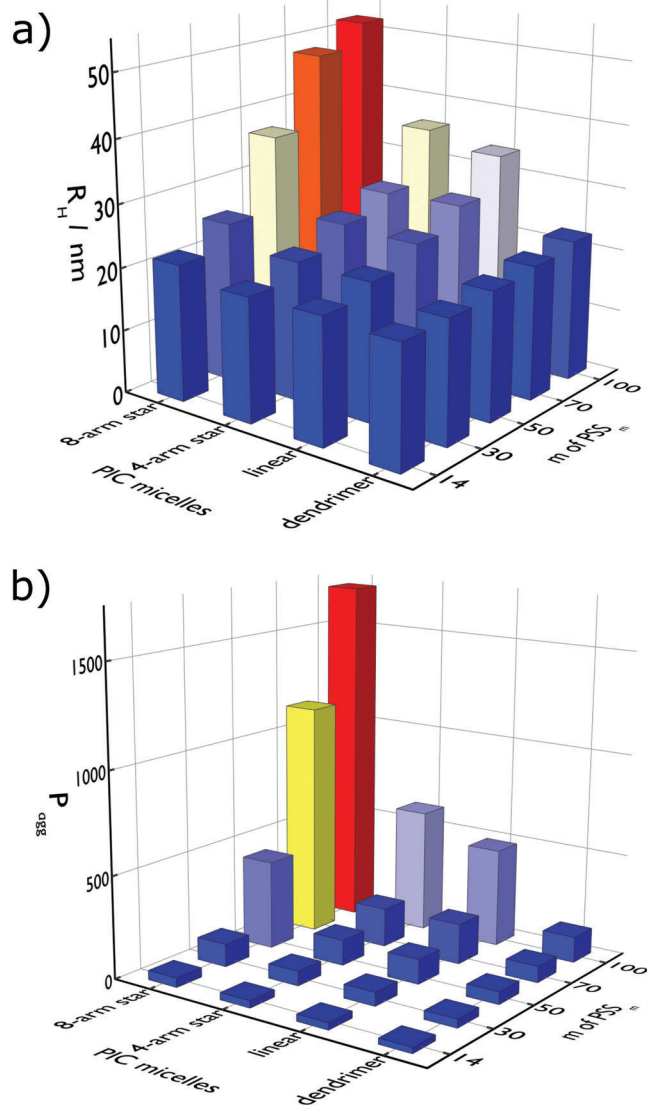 a)
50
40
30
20
10
0
R_H / nm
8-arm star
4-arm star
linear
dendrimer
PIC micelles
14
30
50
70
100
m of PSS_m
b)
1500
1000
500
0
P_agg
8-arm star
4-arm star
linear
dendrimer
PIC micelles
14
30
50
70
100
m of PSS_m